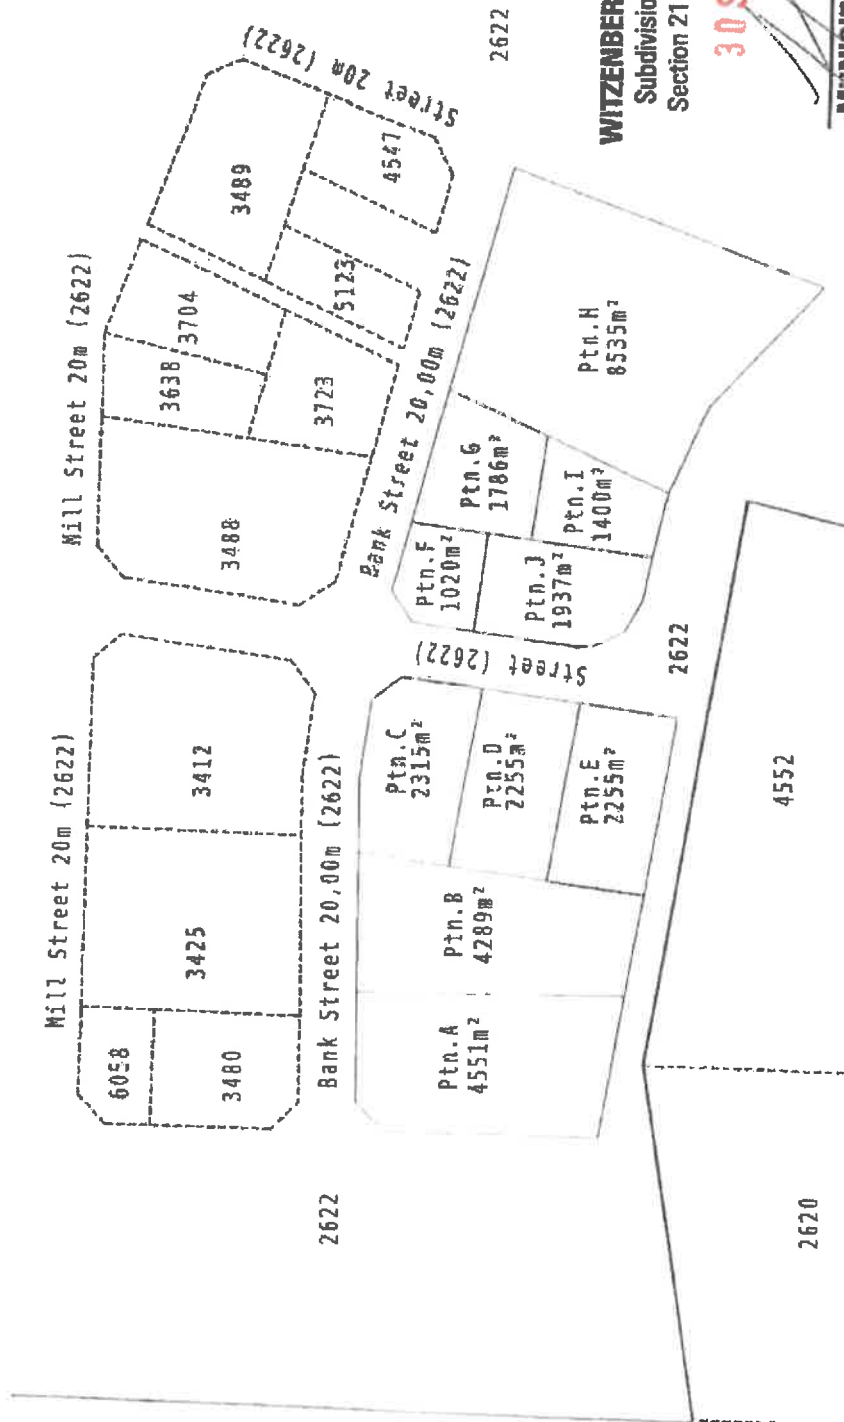 Mill Street 20m (2622)
6058
3480
3425
3412
Mill Street 20m (2622)
3488
3638
3704
3723
3489
5123
4547
Street 20m (2622)
2622
Bank Street 20,00m (2622)
Bank Street 20,00m (2622)
2622
Ptn.A
4551m²
Ptn.B
4289m²
Ptn.C
2315m²
Ptn.D
2255m²
Ptn.E
2255m²
Street (2622)
Ptn.F
1020m²
Ptn.G
1786m²
Ptn.H
8535m²
Ptn.I
1400m²
Ptn.J
1937m²
2622
4552
2620
WITZENBER
Subdivisio
Section 21